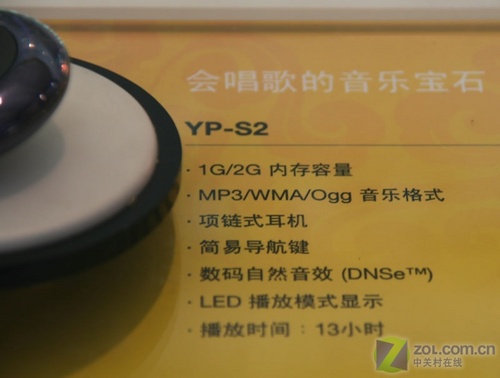 会唱歌的音乐宝石
YP-S2
· 1G/2G 内存容量
· MP3/WMA/Ogg 音乐格式
· 项链式耳机
· 简易导航键
· 数码自然音效 (DNSe™)
· LED 播放模式显示
· 播放时间：13小时
zol.com.cn
中关村在线